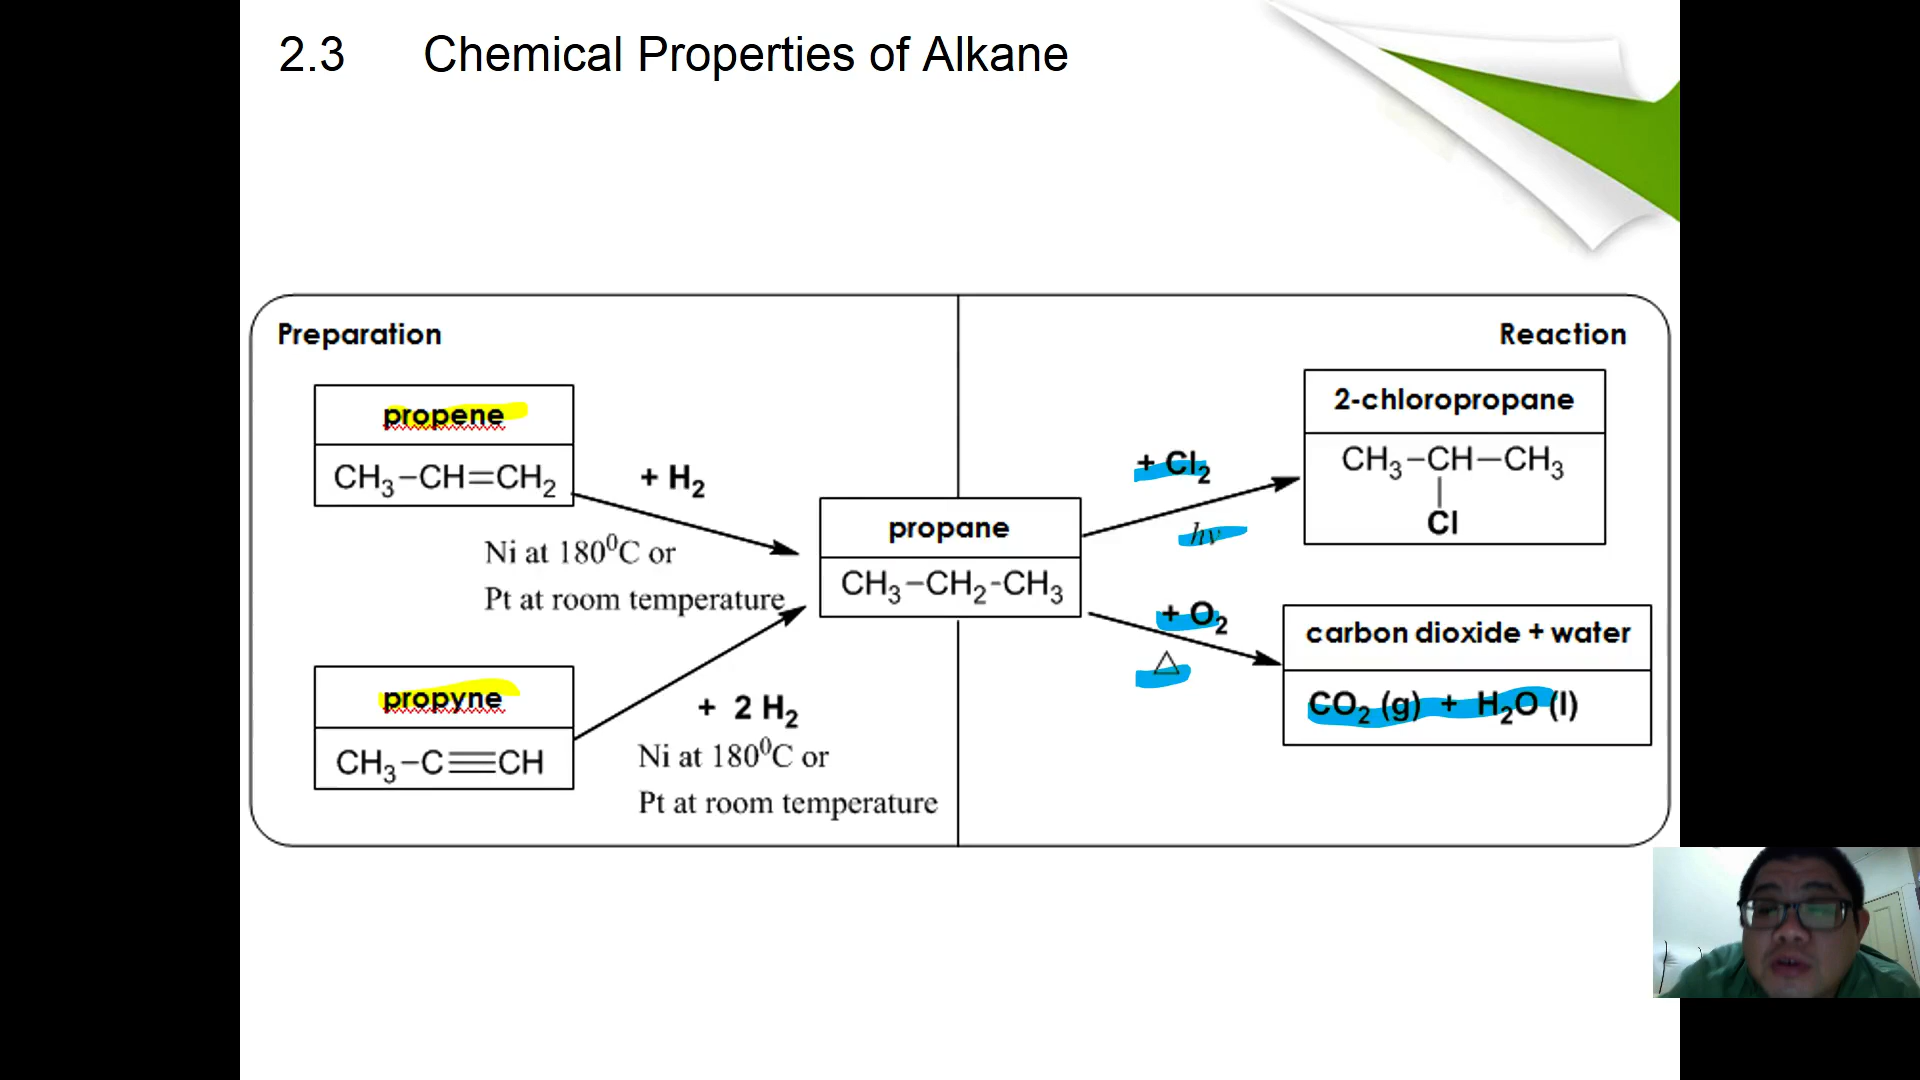 2.3 Chemical Properties of Alkane
Preparation
Reaction
propene
CH₃–CH=CH₂
+ H₂
Ni at 180⁰C or
Pt at room temperature
propyne
CH₃–C≡CH
+ 2 H₂
Ni at 180⁰C or
Pt at room temperature
propane
CH₃–CH₂-CH₃
+ Cl₂
hν
2-chloropropane
CH₃–CH–CH₃
Cl
+ O₂
△
carbon dioxide + water
CO₂ (g) + H₂O (l)